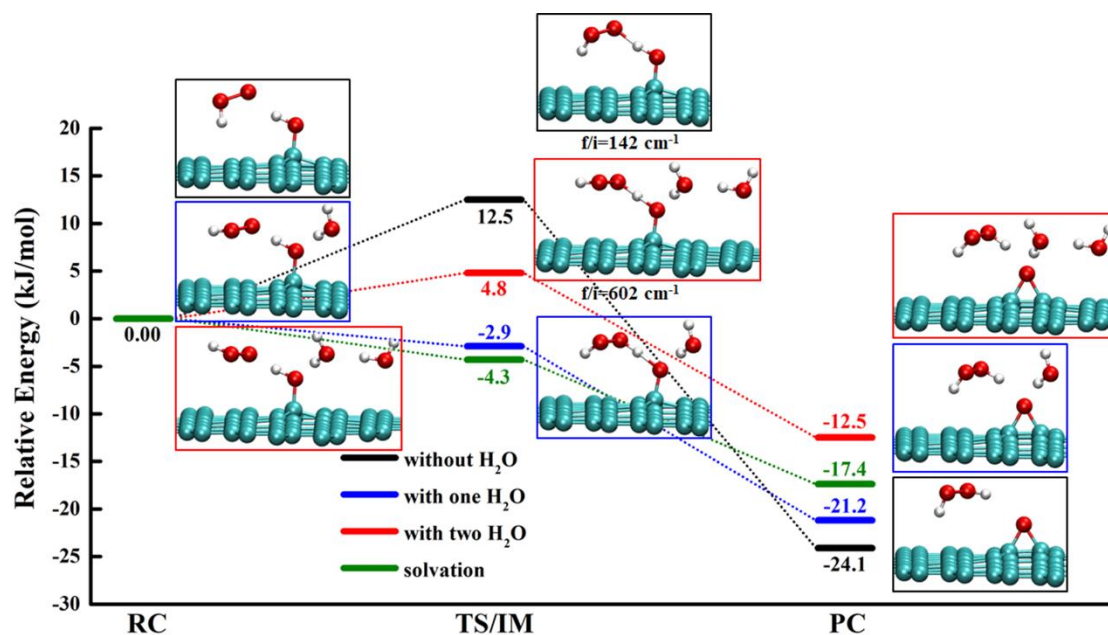 Relative Energy (kJ/mol)
20
15
10
5
0
-5
-10
-15
-20
-25
-30
0.00
f/i=142 cm⁻¹
12.5
f/i=602 cm⁻¹
4.8
-2.9
-4.3
-12.5
-17.4
-21.2
-24.1
without H₂O
with one H₂O
with two H₂O
solvation
RC TS/IM PC